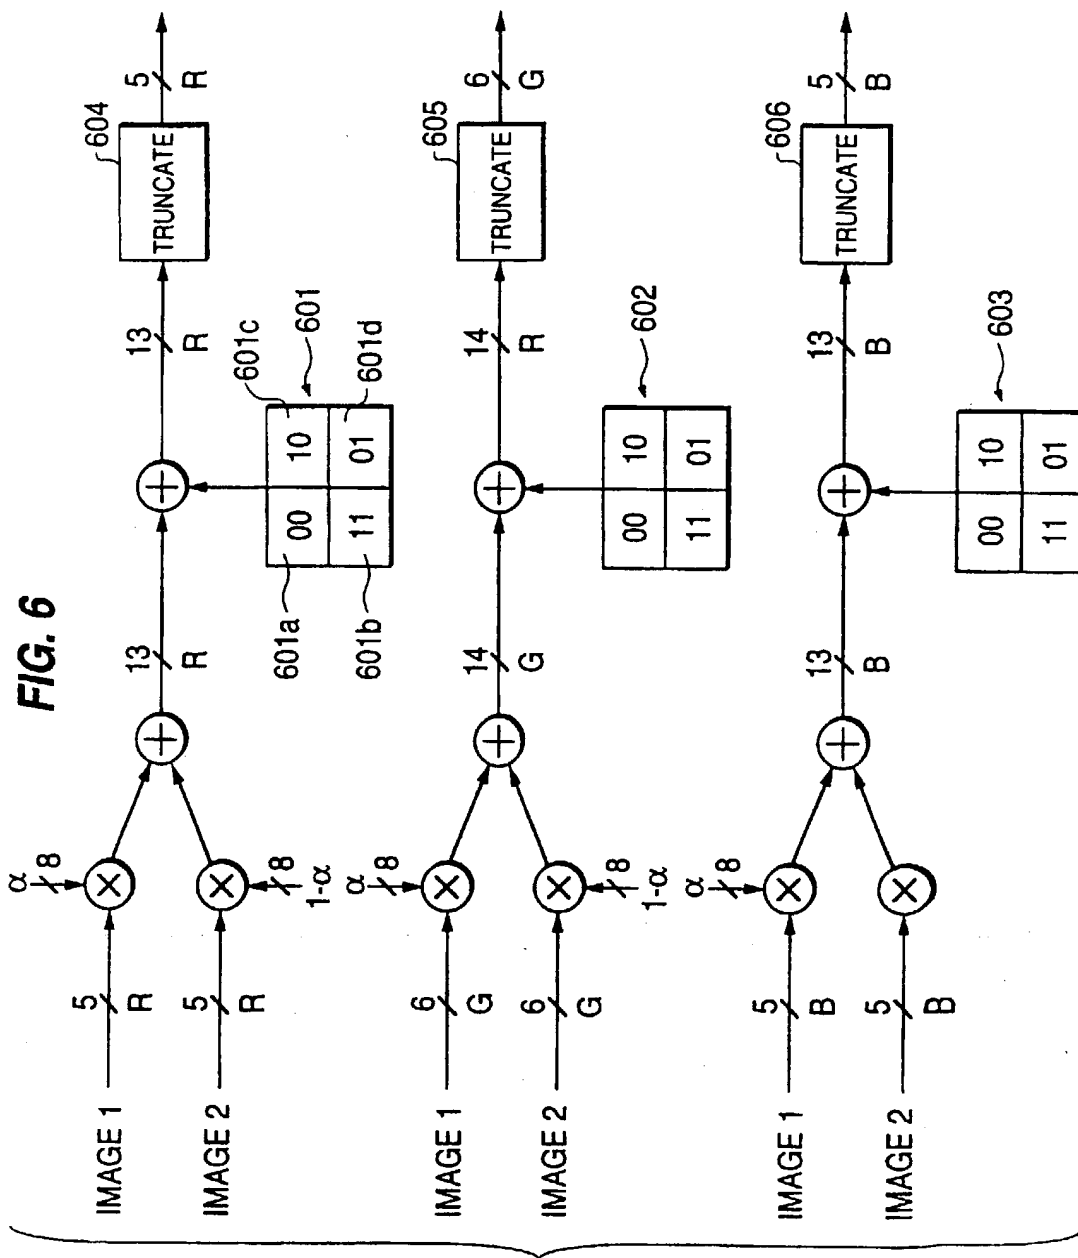 FIG. 6
IMAGE 1
5
R
α
8
IMAGE 2
5
R
8
1-α
13
R
601a
601b
00
10
11
01
601c
601
601d
13
R
604
TRUNCATE
5
R
IMAGE 1
6
G
α
8
IMAGE 2
6
G
8
1-α
14
G
00
10
11
01
602
14
R
605
TRUNCATE
6
G
IMAGE 1
5
B
α
8
IMAGE 2
5
B
13
B
00
10
11
01
603
13
B
606
TRUNCATE
5
B